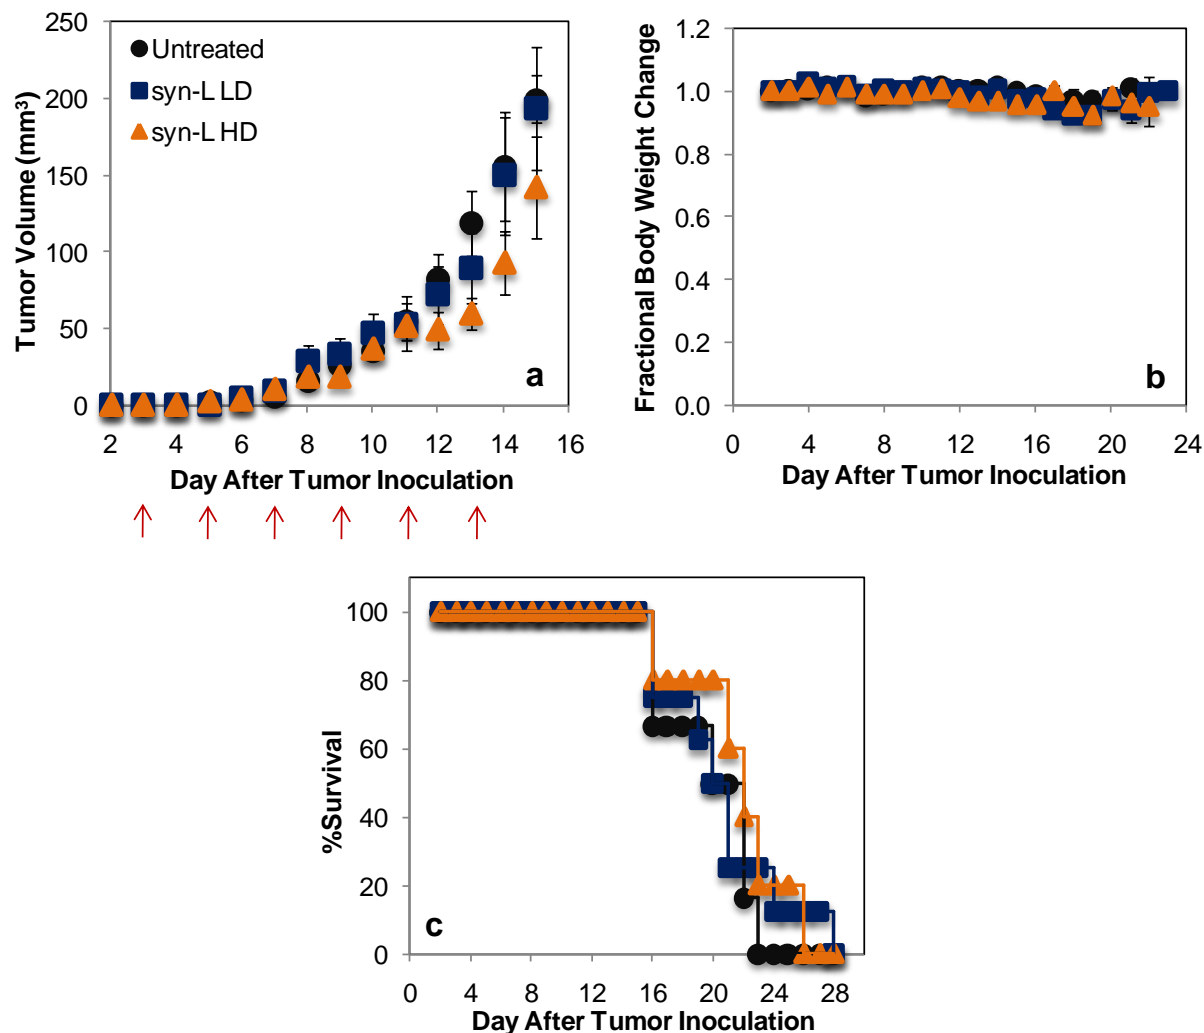 250
200
150
100
50
0
Tumor Volume (mm³)
Untreated
syn-L LD
syn-L HD
a
2 4 6 8 10 12 14 16
Day After Tumor Inoculation
1.2
1.0
0.8
0.6
0.4
0.2
0.0
Fractional Body Weight Change
b
0 4 8 12 16 20 24
Day After Tumor Inoculation
100
80
60
40
20
0
%Survival
c
0 4 8 12 16 20 24 28
Day After Tumor Inoculation